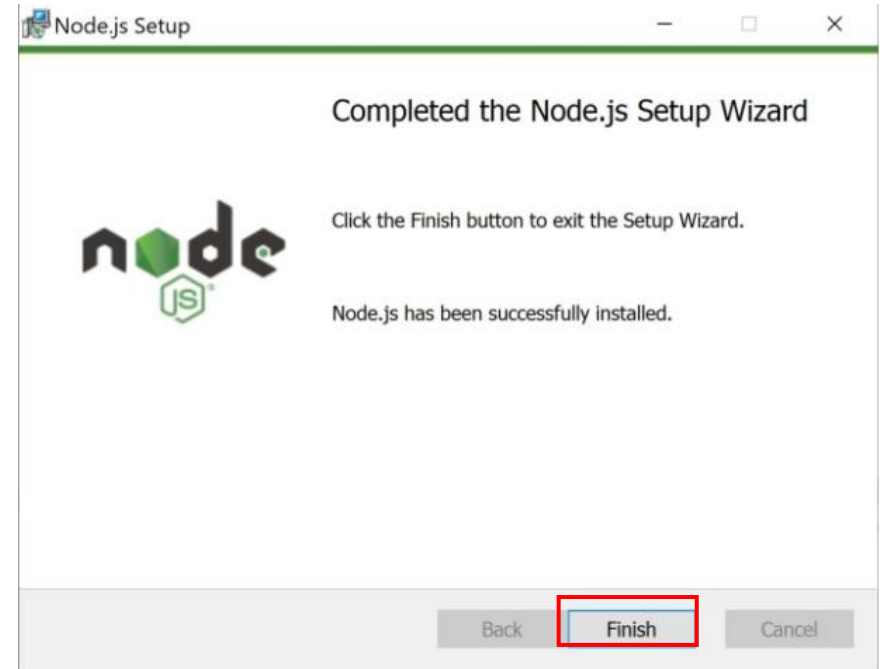 Node.js Setup
Completed the Node.js Setup Wizard
Click the Finish button to exit the Setup Wizard.
node
JS
Node.js has been successfully installed.
Back Finish Cancel